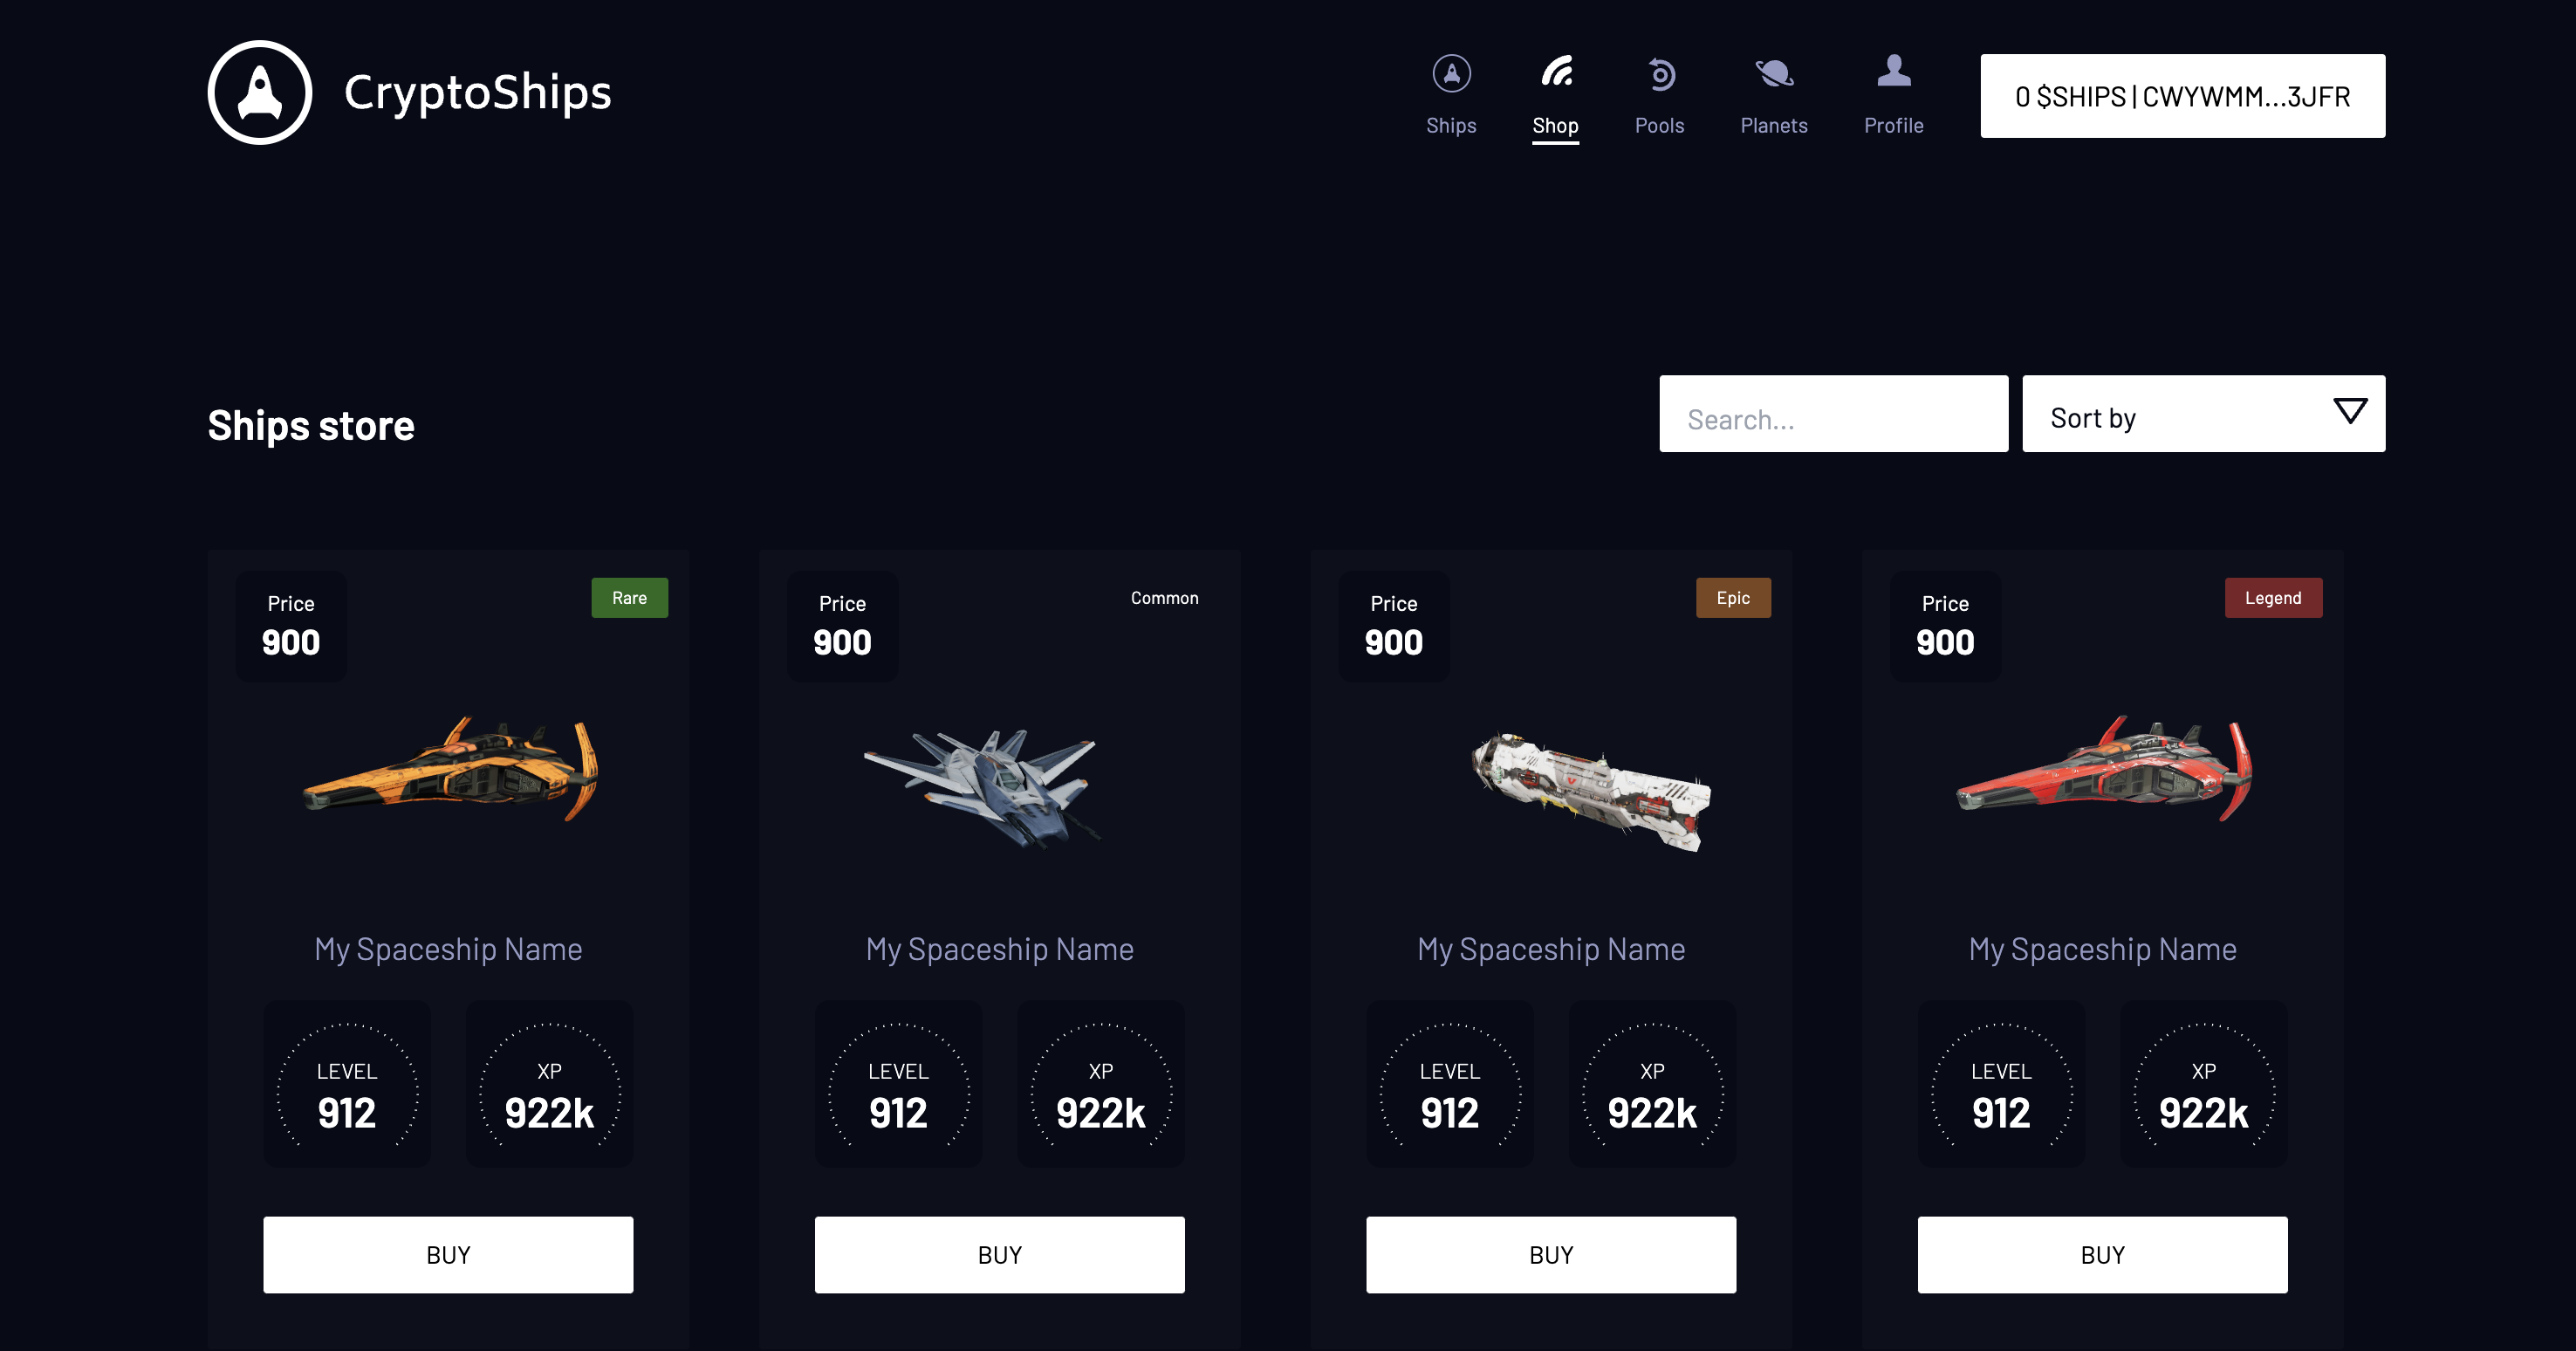 CryptoShips
Ships
Shop
Pools
Planets
Profile
0 $SHIPS | CWYWMM...3JFR
Ships store
Search...
Sort by
Price
900
Rare
My Spaceship Name
LEVEL
912
XP
922k
BUY
Price
900
Common
My Spaceship Name
LEVEL
912
XP
922k
BUY
Price
900
Epic
My Spaceship Name
LEVEL
912
XP
922k
BUY
Price
900
Legend
My Spaceship Name
LEVEL
912
XP
922k
BUY